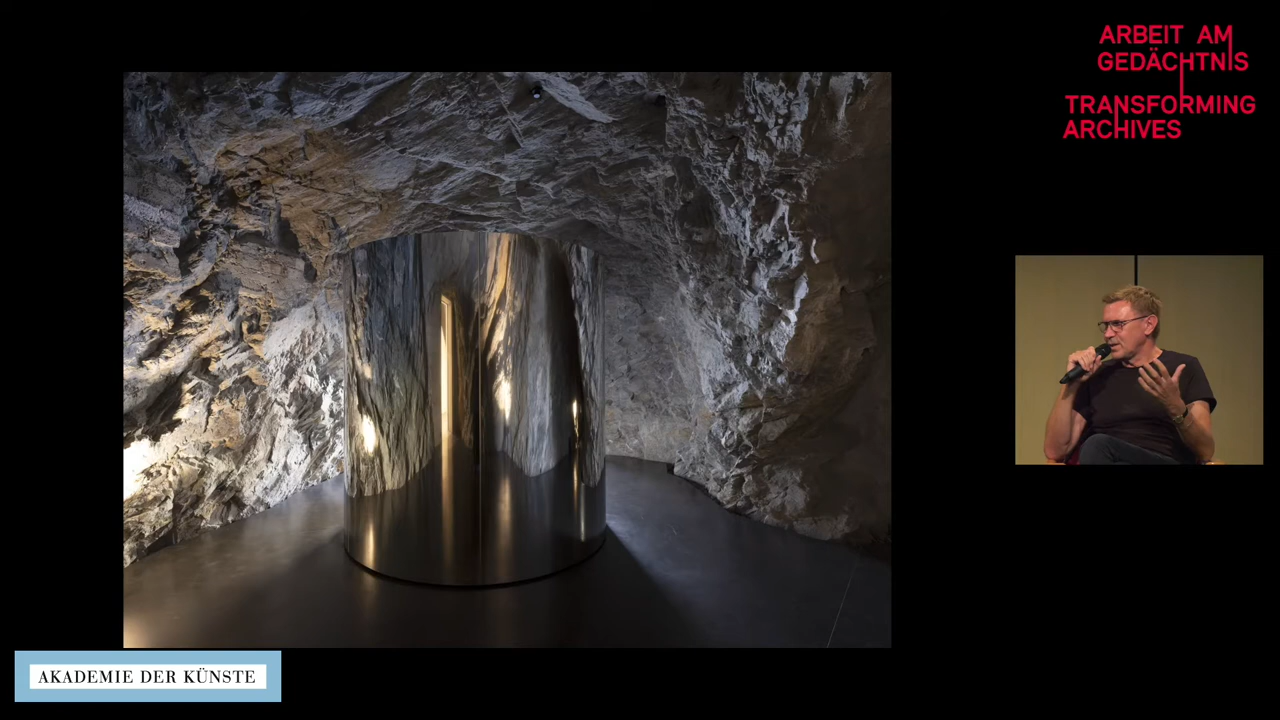 ARBEIT AM
GEDÄCHTNIS
TRANSFORMING
ARCHIVES
AKADEMIE DER KÜNSTE